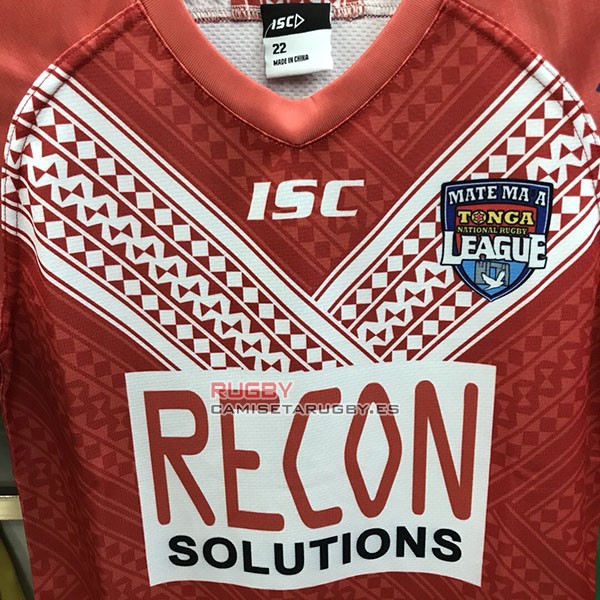 ISC
22
MADE IN CHINA
ISC
MATE MA A
TONGA
NATIONAL RUGBY
LEAGUE
RUGBY
CAMISETARUGBY.ES
RECON
SOLUTIONS